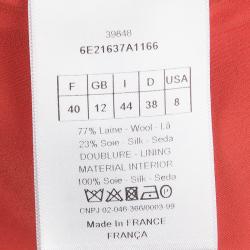 39848
6E21637A1166
F GB I D USA
40 12 44 38 8
77% Laine - Wool - Lã
23% Soie - Silk - Seda
DOUBLURE - LINING
MATERIAL INTERIOR
100% Soie - Silk - Seda
CNPJ 02-046-366/0003-99
Made In FRANCE
FRANÇA